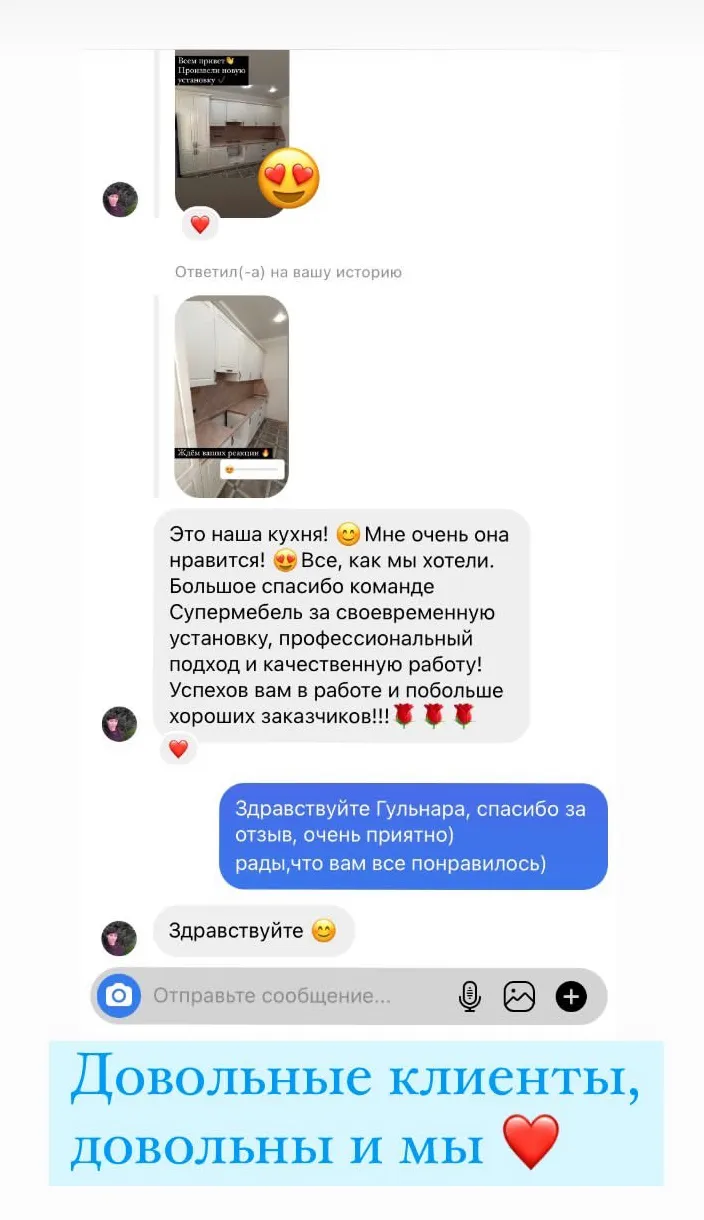 Всем привет👋
Произвели новую
установку ✓
Ответил(-а) на вашу историю
Ждём ваших реакции 🔥
Это наша кухня! 😊 Мне очень она
нравится! 😍 Все, как мы хотели.
Большое спасибо команде
Супермебель за своевременную
установку, профессиональный
подход и качественную работу!
Успехов вам в работе и побольше
хороших заказчиков!!!🌹🌹🌹
Здравствуйте Гульнара, спасибо за
отзыв, очень приятно)
рады,что вам все понравилось)
Здравствуйте 😊
Отправьте сообщение...
Довольные клиенты,
довольны и мы ❤️